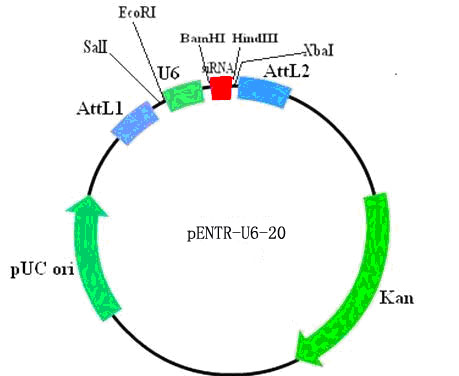 EcoRI
SalI
BamHI
HindIII
XbaI
U6
siRNA
AttL1
AttL2
pENTR-U6-20
pUC ori
Kan